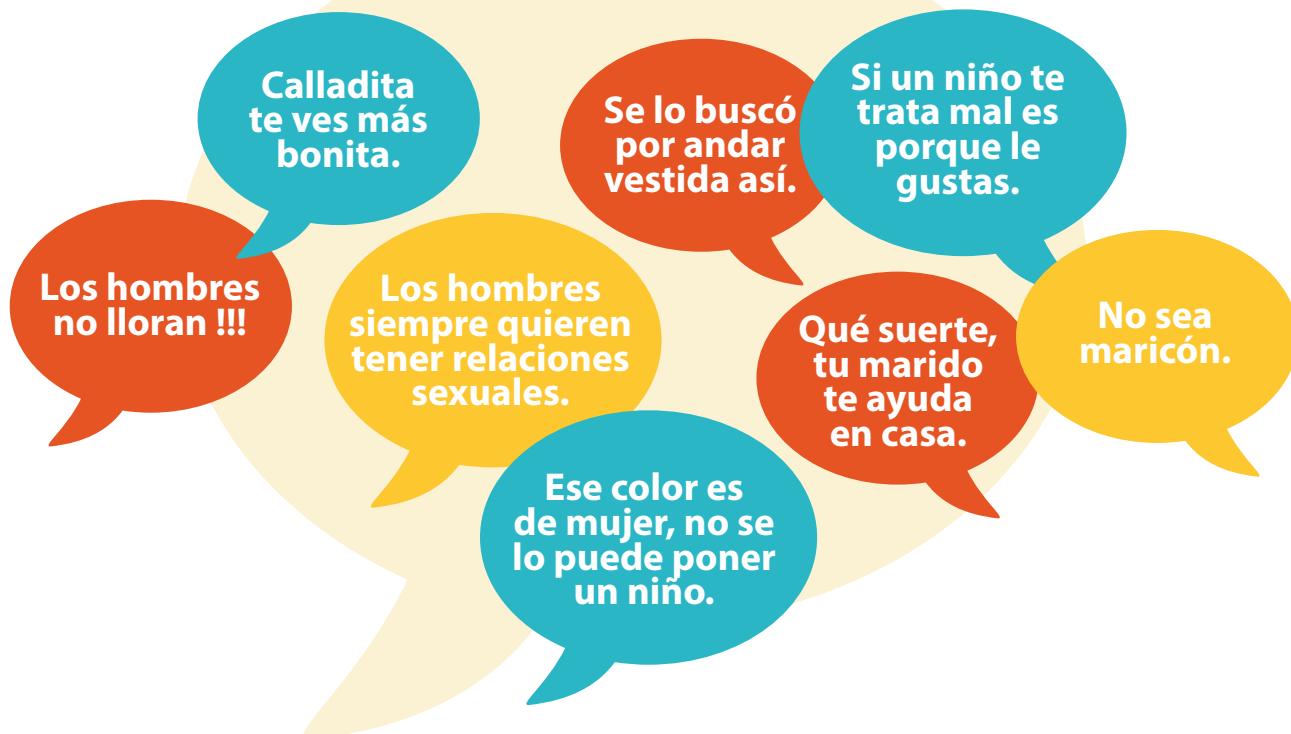 Calladita
te ves más
bonita.
Se lo buscó
por andar
vestida así.
Si un niño te
trata mal es
porque le
gustas.
Los hombres
no lloran !!!
Los hombres
siempre quieren
tener relaciones
sexuales.
Qué suerte,
tu marido
te ayuda
en casa.
No sea
maricón.
Ese color es
de mujer, no se
lo puede poner
un niño.